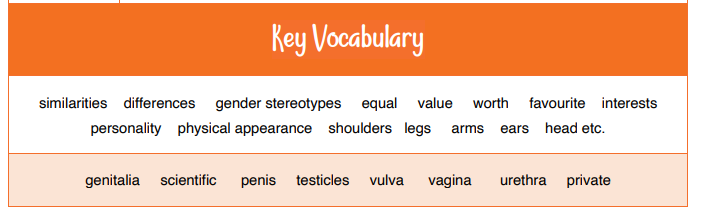 Key Vocabulary
similarities differences gender stereotypes equal value worth favourite interests
personality physical appearance shoulders legs arms ears head etc.
genitalia scientific penis testicles vulva vagina urethra private